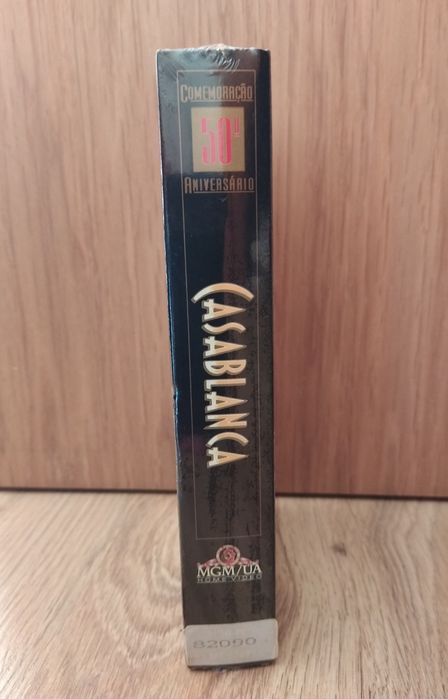 COMEMORAÇÃO
50º
ANIVERSÁRIO
CASABLANCA
MGM/UA
HOME VIDEO
82090